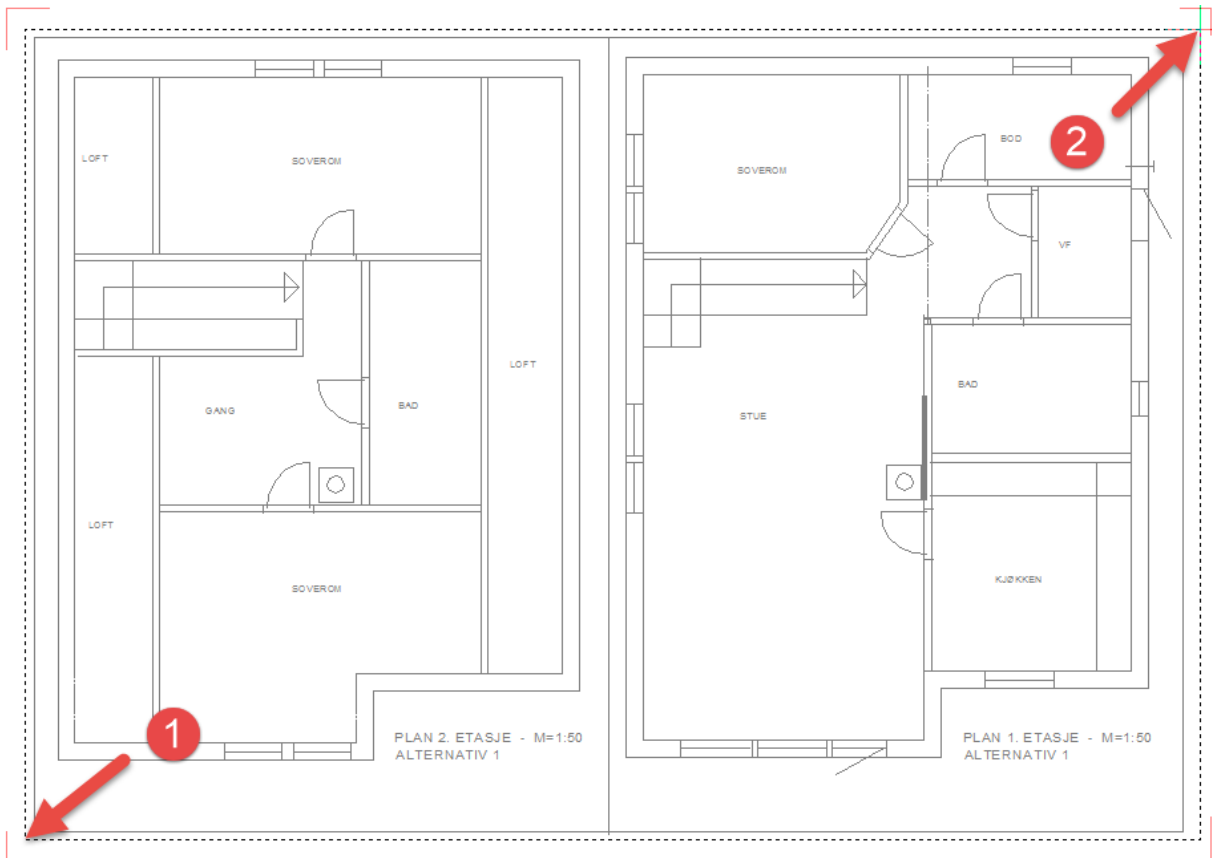 LOFT
SOVEROM
LOFT
GANG
BAD
LOFT
SOVEROM
1
PLAN 2. ETASJE - M=1:50
ALTERNATIV 1
2
BOD
SOVEROM
VF
BAD
STUE
KJØKKEN
PLAN 1. ETASJE - M=1:50
ALTERNATIV 1